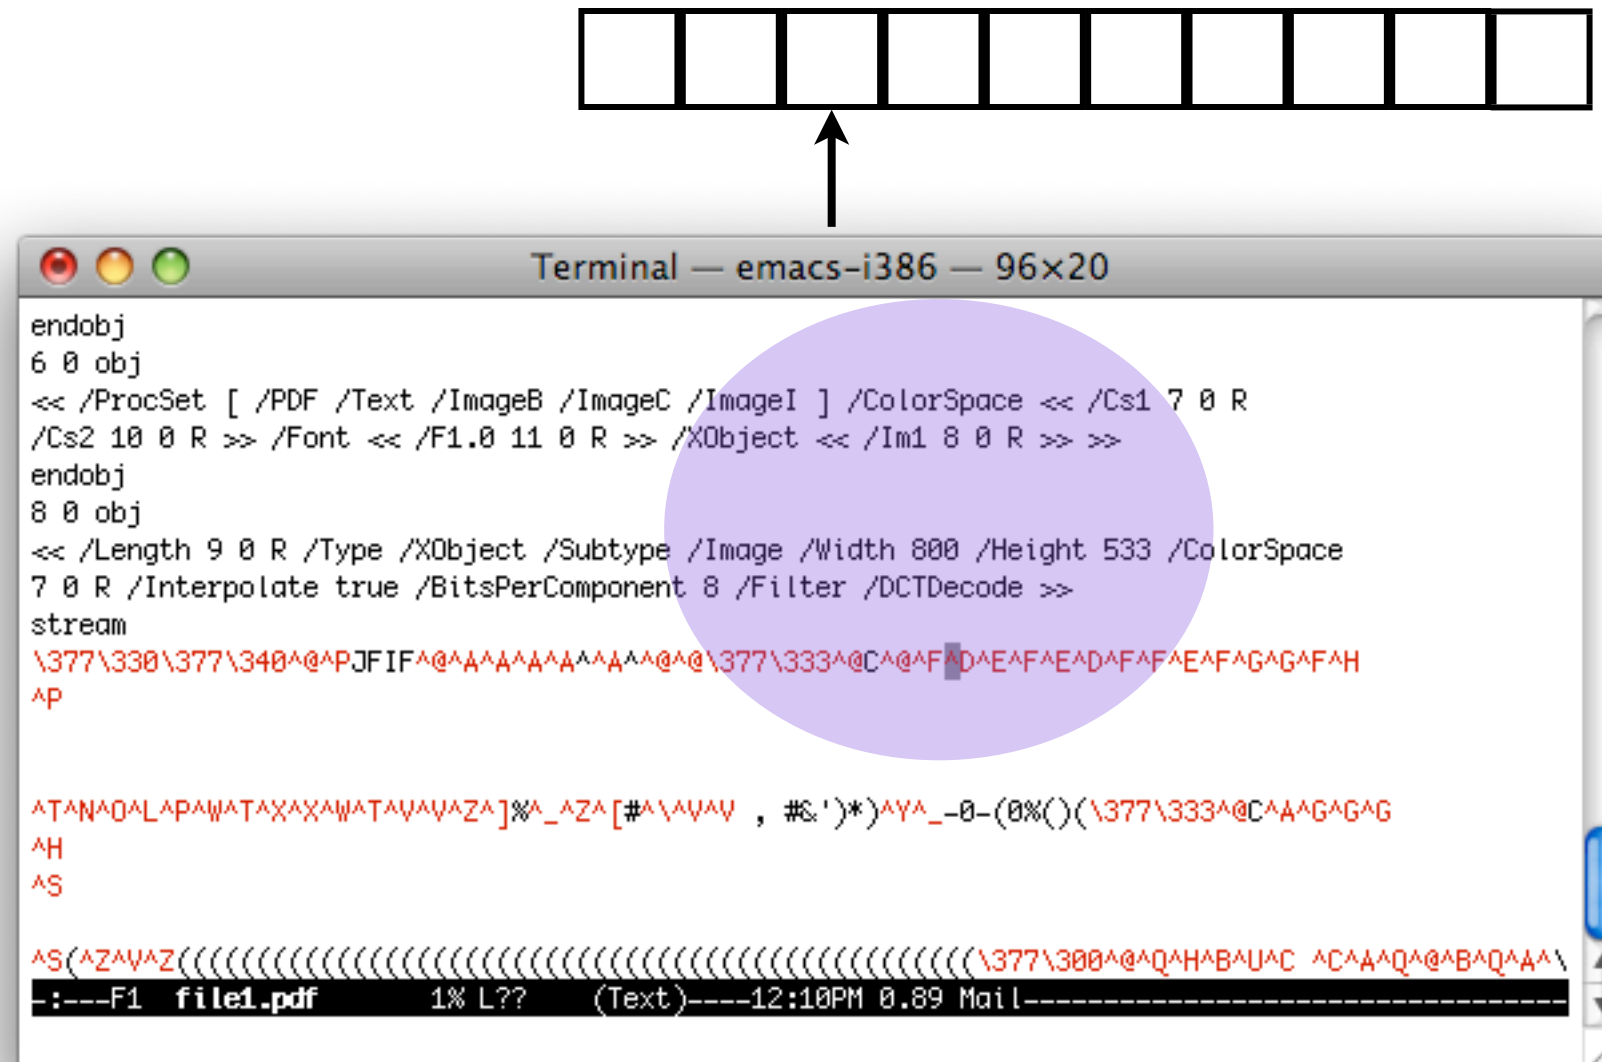 Terminal — emacs-i386 — 96×20
endobj
6 0 obj
<< /ProcSet [ /PDF /Text /ImageB /ImageC /ImageI ] /ColorSpace << /Cs1 7 0 R
/Cs2 10 0 R >> /Font << /F1.0 11 0 R >> /XObject << /Im1 8 0 R >> >>
endobj
8 0 obj
<< /Length 9 0 R /Type /XObject /Subtype /Image /Width 800 /Height 533 /ColorSpace
7 0 R /Interpolate true /BitsPerComponent 8 /Filter /DCTDecode >>
stream
\377\330\377\340^@^PJFIF^@^A^A^A^A^^A^^@^@\377\333^@C^@^F^D^E^F^E^D^F^F^E^F^G^G^F^H
^P
^T^N^O^L^P^W^T^X^X^W^T^V^V^Z^]%^_^Z^[#^\^V^V , #&')*)^Y^_-0-(0%()(\377\333^@C^A^G^G^G
^H
^S
^S(^Z^V^Z((((((((((((((((((((((((((((((((((((((((((((((((((\377\300^@^Q^H^B^U^C ^C^A^Q^@^B^Q^A^\
-:---F1 file1.pdf 1% L?? (Text)----12:10PM 0.89 Mail----------------------------------